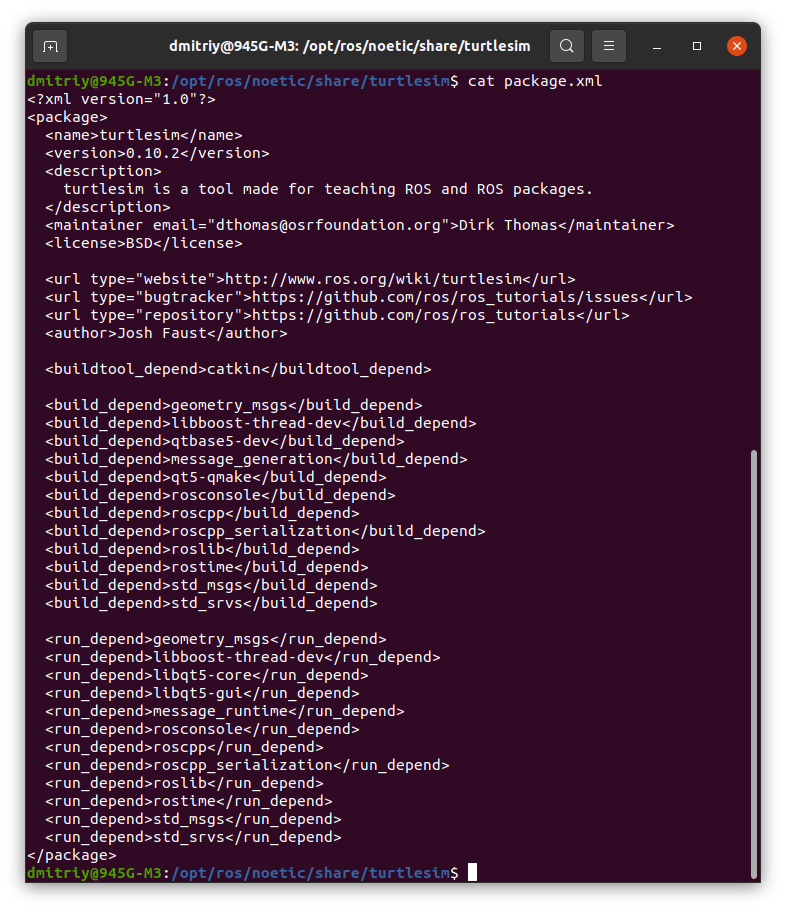 dmitriy@945G-M3: /opt/ros/noetic/share/turtlesim
dmitriy@945G-M3:/opt/ros/noetic/share/turtlesim$ cat package.xml
<?xml version="1.0"?>
<package>
  <name>turtlesim</name>
  <version>0.10.2</version>
  <description>
    turtlesim is a tool made for teaching ROS and ROS packages.
  </description>
  <maintainer email="dthomas@osrfoundation.org">Dirk Thomas</maintainer>
  <license>BSD</license>

  <url type="website">http://www.ros.org/wiki/turtlesim</url>
  <url type="bugtracker">https://github.com/ros/ros_tutorials/issues</url>
  <url type="repository">https://github.com/ros/ros_tutorials</url>
  <author>Josh Faust</author>

  <buildtool_depend>catkin</buildtool_depend>

  <build_depend>geometry_msgs</build_depend>
  <build_depend>libboost-thread-dev</build_depend>
  <build_depend>qtbase5-dev</build_depend>
  <build_depend>message_generation</build_depend>
  <build_depend>qt5-qmake</build_depend>
  <build_depend>rosconsole</build_depend>
  <build_depend>roscpp</build_depend>
  <build_depend>roscpp_serialization</build_depend>
  <build_depend>roslib</build_depend>
  <build_depend>rostime</build_depend>
  <build_depend>std_msgs</build_depend>
  <build_depend>std_srvs</build_depend>

  <run_depend>geometry_msgs</run_depend>
  <run_depend>libboost-thread-dev</run_depend>
  <run_depend>libqt5-core</run_depend>
  <run_depend>libqt5-gui</run_depend>
  <run_depend>message_runtime</run_depend>
  <run_depend>rosconsole</run_depend>
  <run_depend>roscpp</run_depend>
  <run_depend>roscpp_serialization</run_depend>
  <run_depend>roslib</run_depend>
  <run_depend>rostime</run_depend>
  <run_depend>std_msgs</run_depend>
  <run_depend>std_srvs</run_depend>
</package>
dmitriy@945G-M3:/opt/ros/noetic/share/turtlesim$